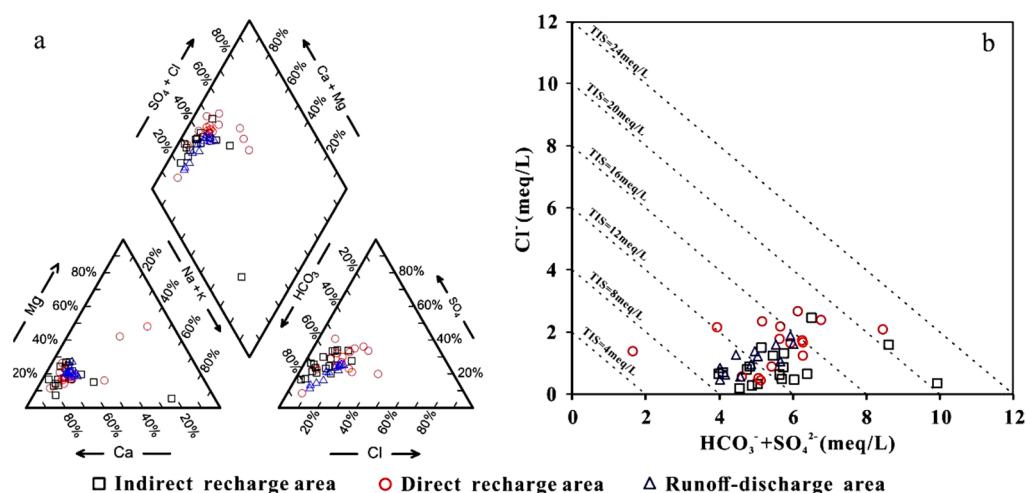 a
SO₄ + Cl
Ca + Mg
80%
60%
40%
20%
80%
60%
40%
20%
Mg
Na + K
HCO₃
SO₄
80%
60%
40%
20%
20%
40%
60%
80%
20%
40%
60%
80%
80%
60%
40%
20%
80%
60%
40%
20%
20%
40%
60%
80%
Ca
Cl
b
12
10
8
6
4
2
0
Cl⁻(meq/L)
TIS=24meq/L
TIS=20meq/L
TIS=16meq/L
TIS=12meq/L
TIS=8meq/L
TIS=4meq/L
0 2 4 6 8 10 12
HCO₃⁻+SO₄²⁻(meq/L)
Indirect recharge area Direct recharge area Runoff-discharge area